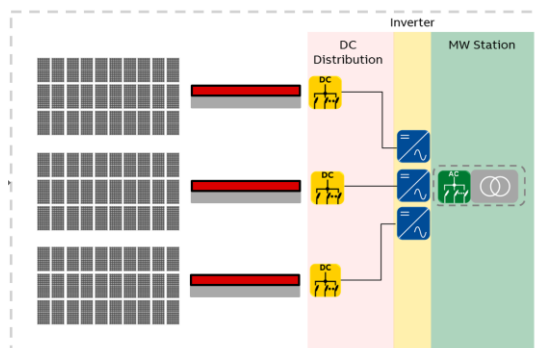 Inverter
DC
Distribution
MW Station
DC
DC
AC
DC